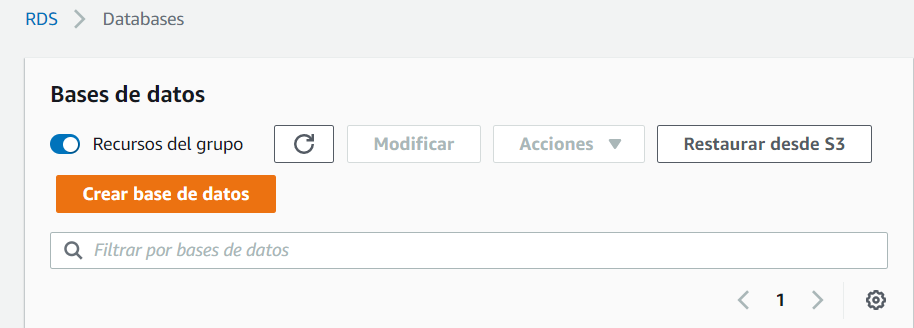 RDS > Databases
Bases de datos
Recursos del grupo Modificar Acciones Restaurar desde S3
Crear base de datos
Filtrar por bases de datos
1